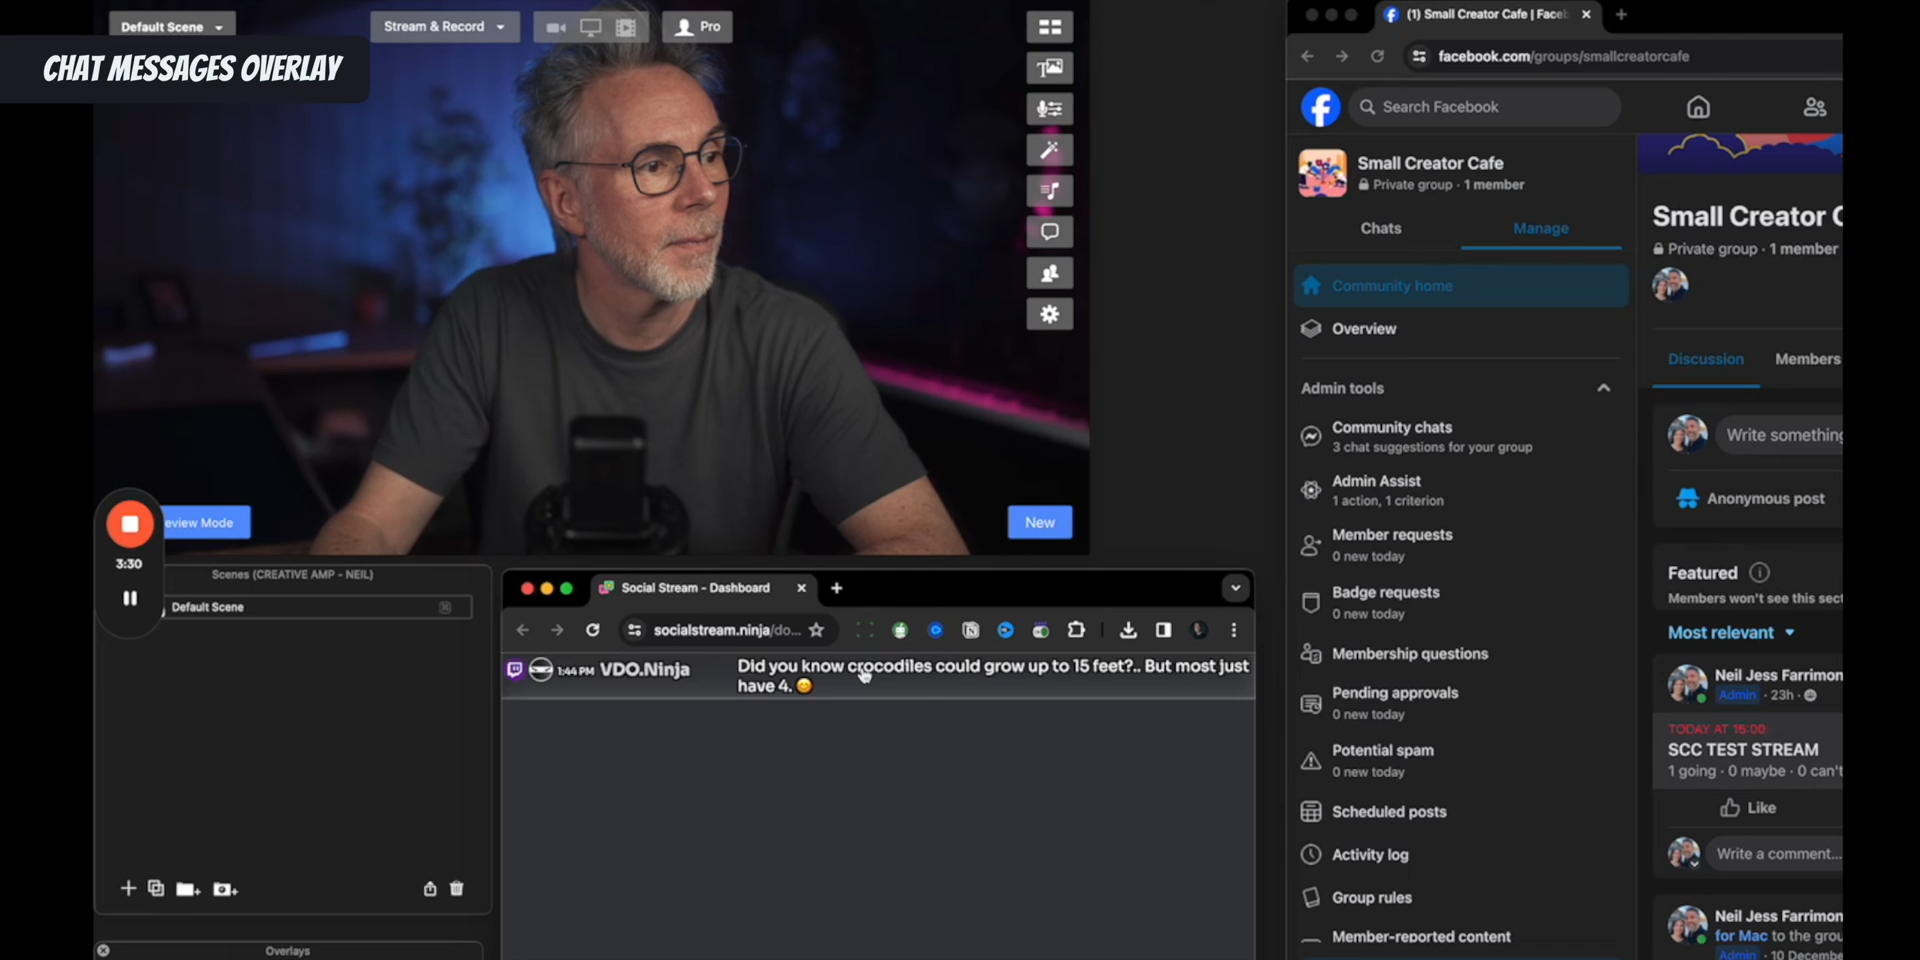 Default Scene
Stream & Record
Pro
CHAT MESSAGES OVERLAY
New
3:30
Scenes (CREATIVE AMP - NEIL)
Default Scene
Overlays
Social Stream - Dashboard
socialstream.ninja/do...
1:44 PM VDO.Ninja
Did you know crocodiles could grow up to 15 feet?.. But most just
have 4. 😊
(1) Small Creator Cafe | Face
facebook.com/groups/smallcreatorcafe
Search Facebook
Small Creator Cafe
Private group · 1 member
Chats
Manage
Community home
Overview
Admin tools
Community chats
3 chat suggestions for your group
Admin Assist
1 action, 1 criterion
Member requests
0 new today
Badge requests
0 new today
Membership questions
Pending approvals
0 new today
Potential spam
0 new today
Scheduled posts
Activity log
Group rules
Member-reported content
Small Creator
Private group · 1 member
Discussion
Members
Write something
Anonymous post
Featured
Members won't see this sect
Most relevant
Neil Jess Farrimon
Admin · 23h ·
TODAY AT 15:00
SCC TEST STREAM
1 going · 0 maybe · 0 can't
Like
Write a comment...
Neil Jess Farrimon
for Mac to the grou
Admin · 10 Decembe